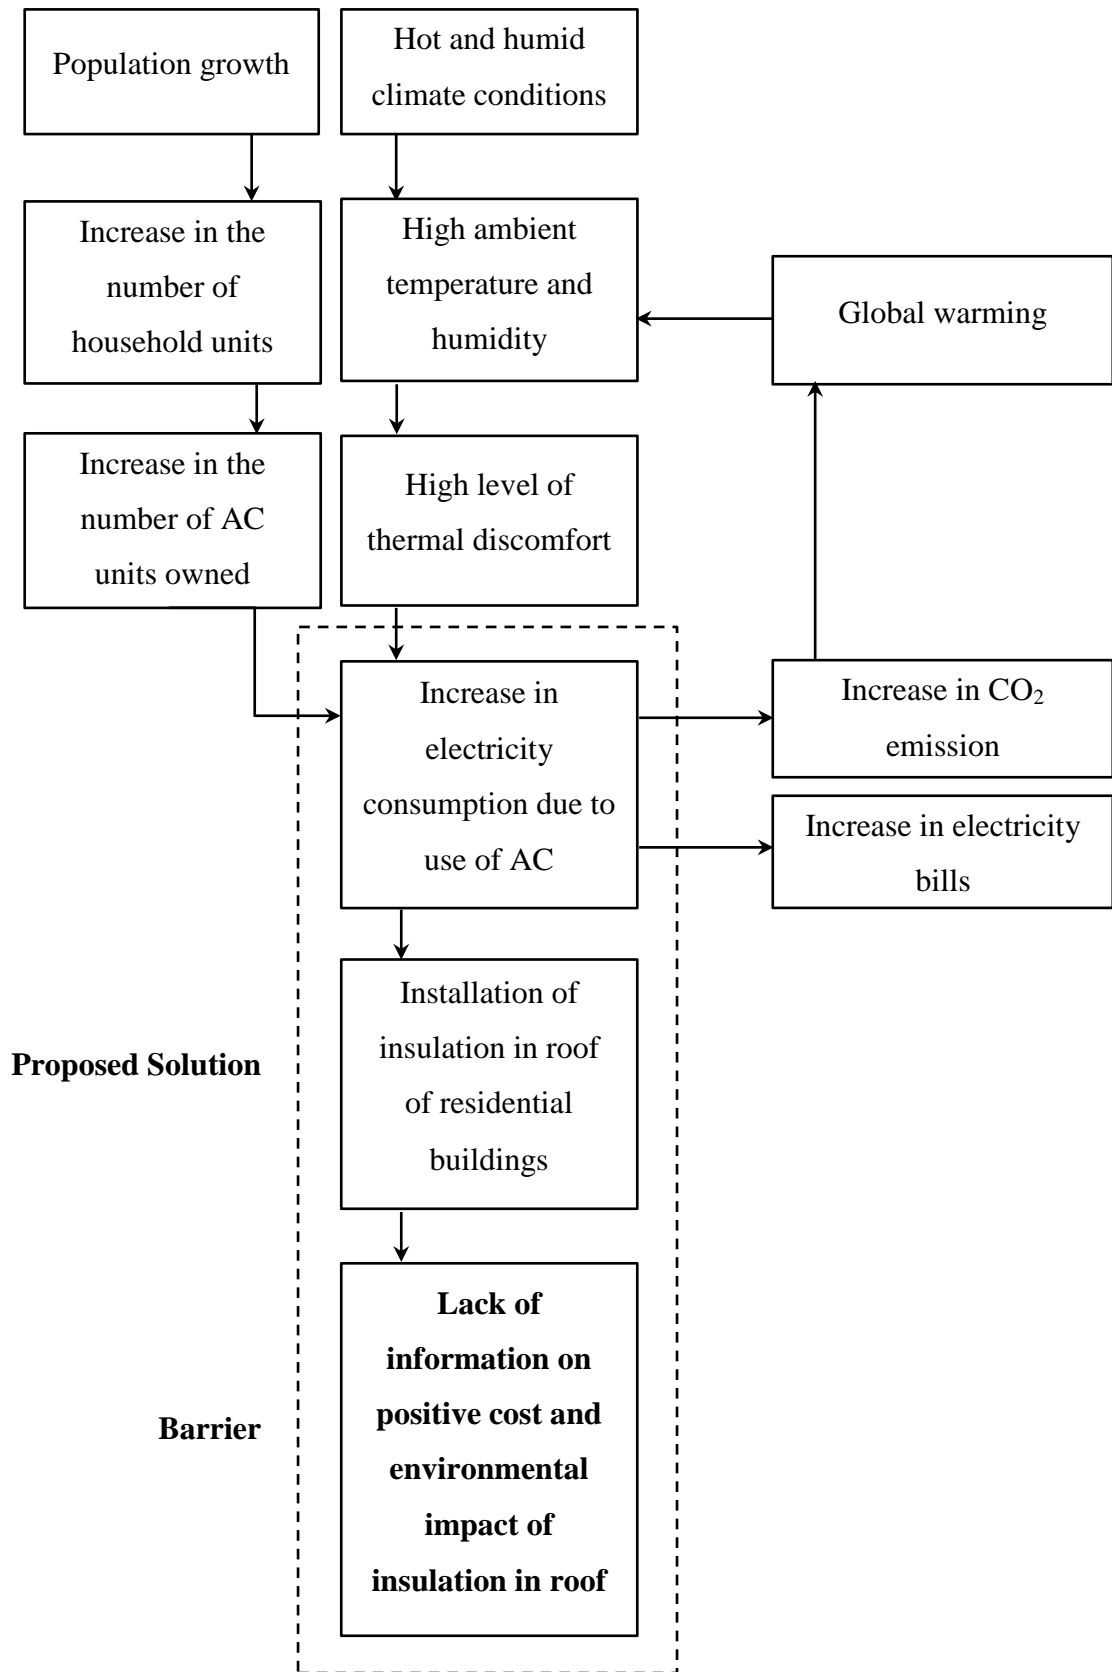 Population growth
Hot and humid
climate conditions
Increase in the
number of
household units
High ambient
temperature and
humidity
Global warming
Increase in the
number of AC
units owned
High level of
thermal discomfort
Increase in
electricity
consumption due to
use of AC
Increase in CO₂
emission
Increase in electricity
bills
Proposed Solution
Installation of
insulation in roof
of residential
buildings
Barrier
Lack of
information on
positive cost and
environmental
impact of
insulation in roof